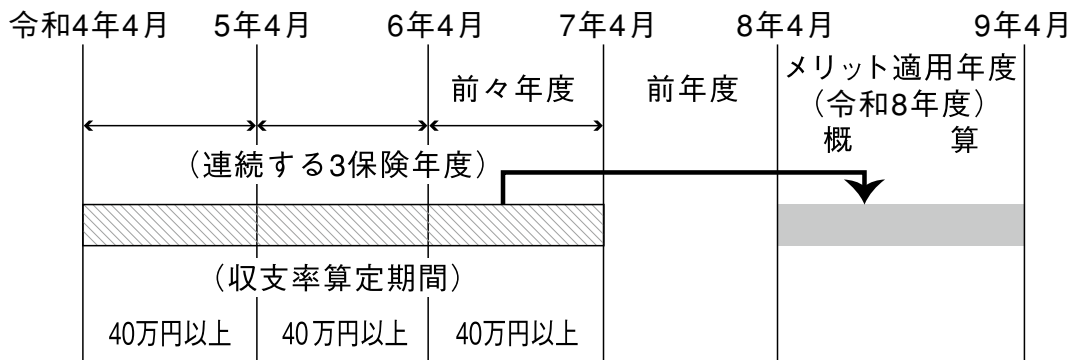 令和4年4月 5年4月 6年4月 7年4月 8年4月 9年4月
前々年度 前年度 メリット適用年度
(令和8年度)
概 算
(連続する3保険年度)
(収支率算定期間)
40万円以上 40万円以上 40万円以上